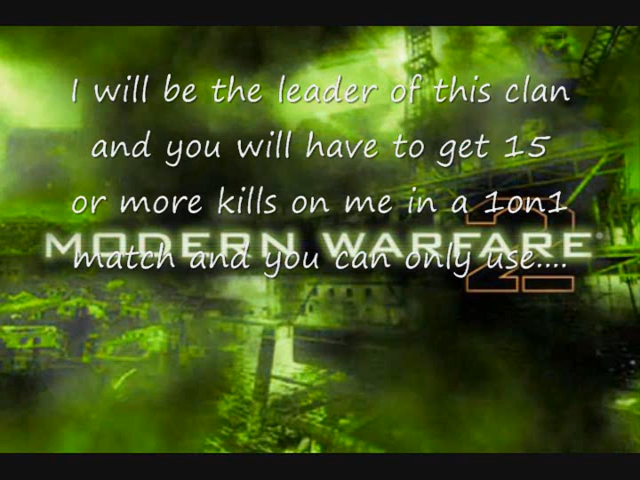 I will be the leader of this clan
and you will have to get 15
or more kills on me in a 1on1
MODERN WARFARE 2
match and you can only use....